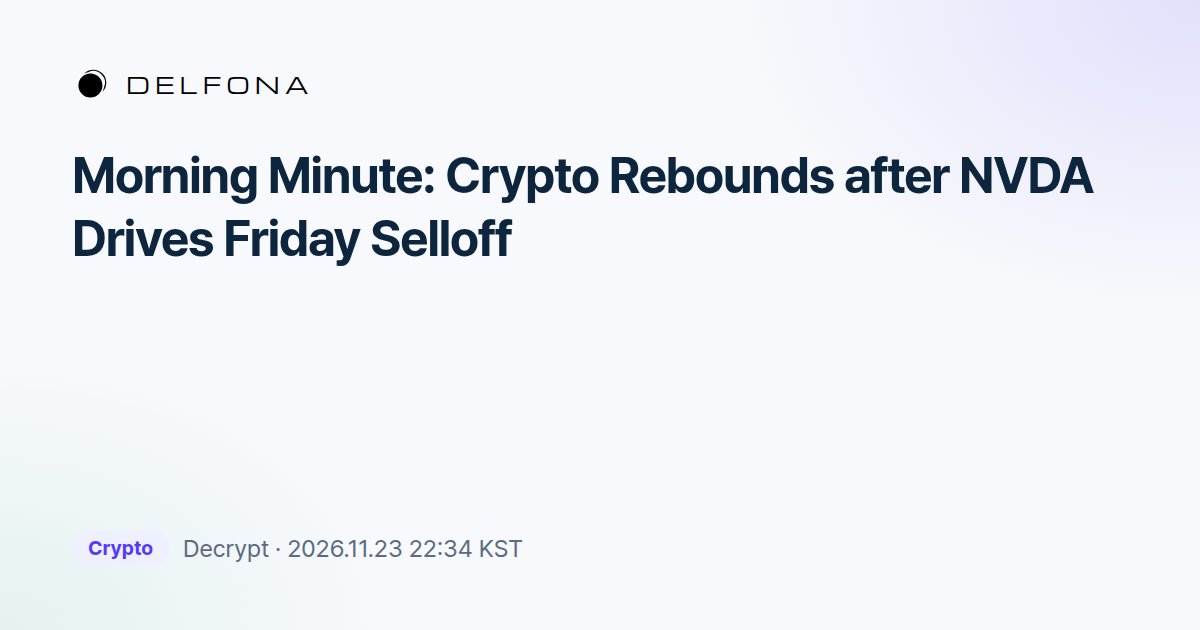 DELFONA
Morning Minute: Crypto Rebounds after NVDA
Drives Friday Selloff
Crypto Decrypt · 2026.11.23 22:34 KST